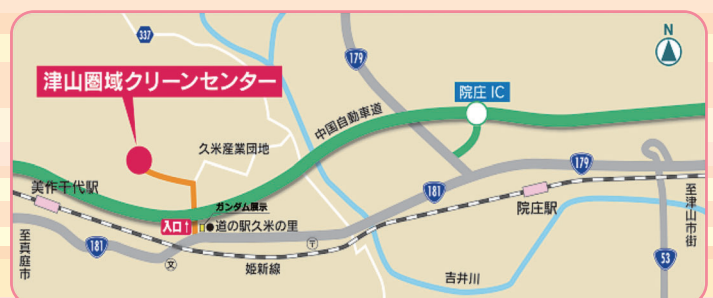 337
179
N
津山圏域クリーンセンター
院庄 IC
中国自動車道
久米産業団地
179
美作千代駅
181
ガンダム展示
院庄駅
至津山市街
入口↑
●道の駅久米の里
至真庭市
181
〒
文
姫新線
吉井川
53